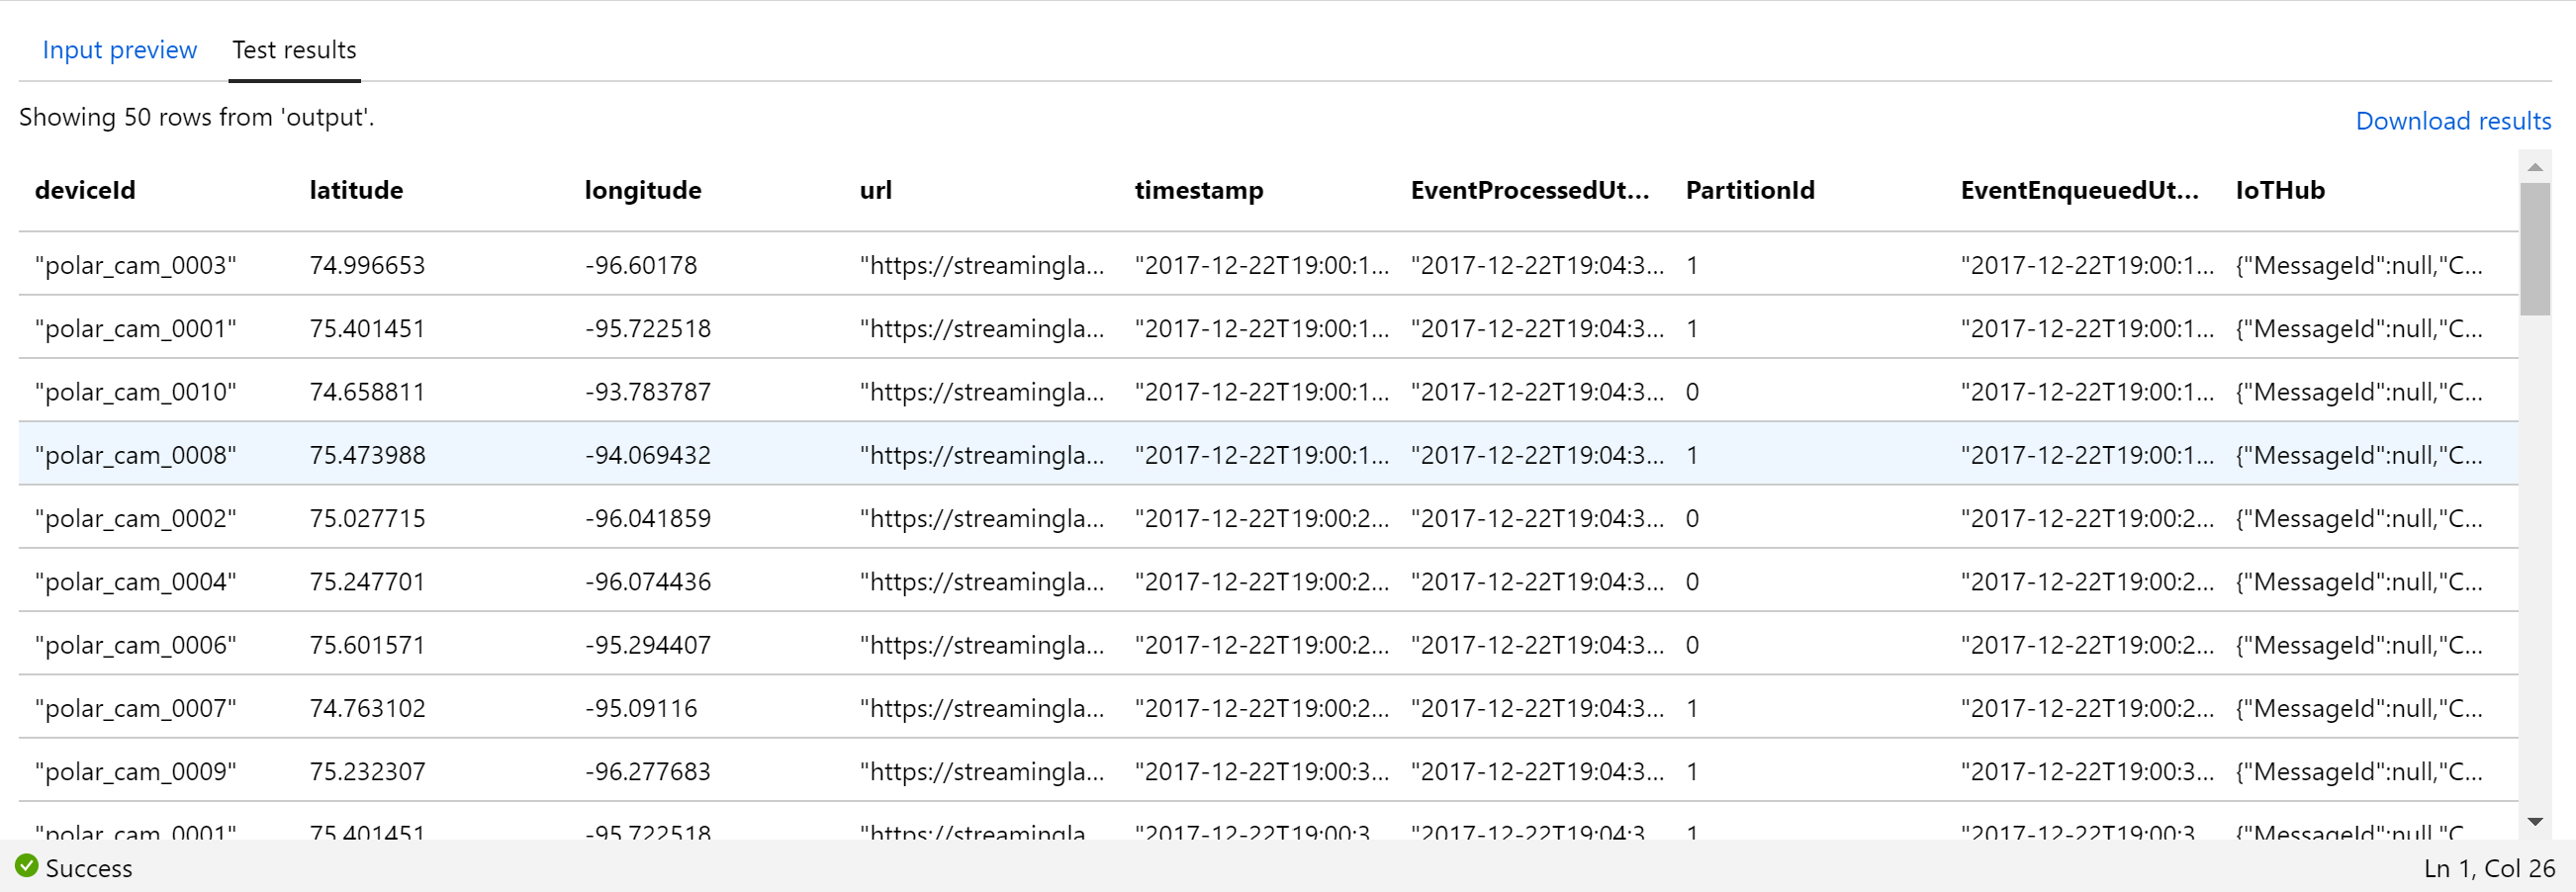 Input preview Test results
Showing 50 rows from 'output'.
Download results
deviceId latitude longitude url timestamp EventProcessedUt... PartitionId EventEnqueuedUt... IoTHub
"polar_cam_0003" 74.996653 -96.60178 "https://streamingla... "2017-12-22T19:00:1... "2017-12-22T19:04:3... 1 "2017-12-22T19:00:1... {"MessageId":null,"C...
"polar_cam_0001" 75.401451 -95.722518 "https://streamingla... "2017-12-22T19:00:1... "2017-12-22T19:04:3... 1 "2017-12-22T19:00:1... {"MessageId":null,"C...
"polar_cam_0010" 74.658811 -93.783787 "https://streamingla... "2017-12-22T19:00:1... "2017-12-22T19:04:3... 0 "2017-12-22T19:00:1... {"MessageId":null,"C...
"polar_cam_0008" 75.473988 -94.069432 "https://streamingla... "2017-12-22T19:00:1... "2017-12-22T19:04:3... 1 "2017-12-22T19:00:1... {"MessageId":null,"C...
"polar_cam_0002" 75.027715 -96.041859 "https://streamingla... "2017-12-22T19:00:2... "2017-12-22T19:04:3... 0 "2017-12-22T19:00:2... {"MessageId":null,"C...
"polar_cam_0004" 75.247701 -96.074436 "https://streamingla... "2017-12-22T19:00:2... "2017-12-22T19:04:3... 0 "2017-12-22T19:00:2... {"MessageId":null,"C...
"polar_cam_0006" 75.601571 -95.294407 "https://streamingla... "2017-12-22T19:00:2... "2017-12-22T19:04:3... 0 "2017-12-22T19:00:2... {"MessageId":null,"C...
"polar_cam_0007" 74.763102 -95.09116 "https://streamingla... "2017-12-22T19:00:2... "2017-12-22T19:04:3... 1 "2017-12-22T19:00:2... {"MessageId":null,"C...
"polar_cam_0009" 75.232307 -96.277683 "https://streamingla... "2017-12-22T19:00:3... "2017-12-22T19:04:3... 1 "2017-12-22T19:00:3... {"MessageId":null,"C...
"polar_cam_0001" 75.401451 -95.722518 "https://streamingla "2017-12-22T19:00:3 "2017-12-22T19:04:3 1 "2017-12-22T19:00:3 {"MessageId":null,"C
Success
Ln 1, Col 26